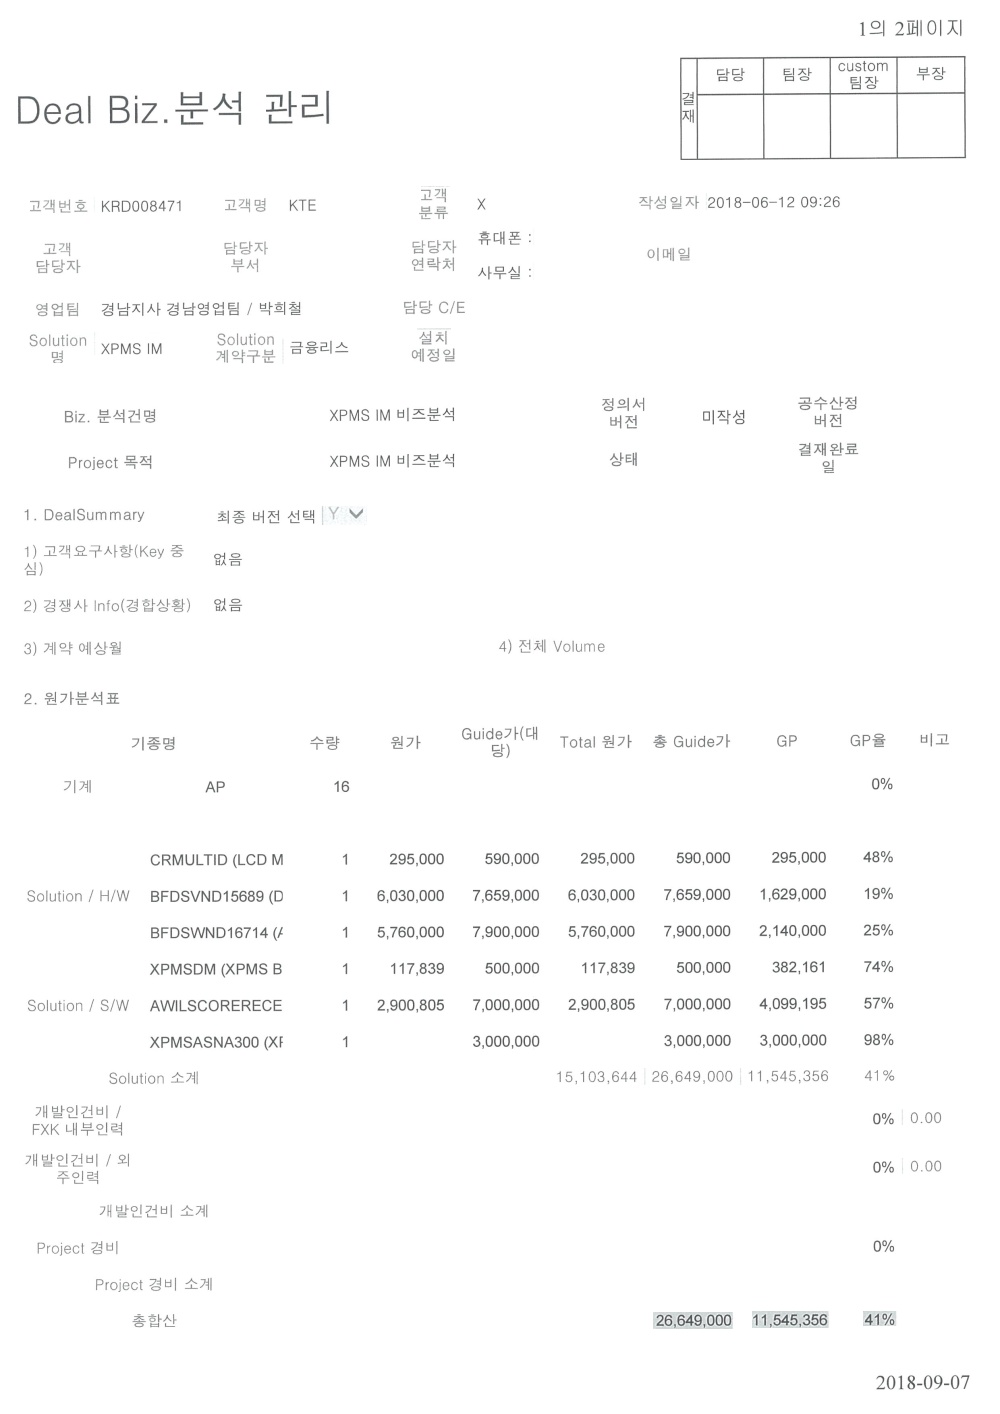 1의 2페이지
Deal Biz.분석 관리
결재 담당 팀장 custom 팀장 부장
고객번호 KRD008471 고객명 KTE 고객 분류 X 작성일자 2018-06-12 09:26
고객 담당자 담당자 부서 담당자 연락처 휴대폰 : 사무실 : 이메일
영업팀 경남지사 경남영업팀 / 박희철 담당 C/E
Solution 명 XPMS IM Solution 계약구분 금융리스 설치 예정일
Biz. 분석건명 XPMS IM 비즈분석 정의서 버전 미작성 공수산정 버전
Project 목적 XPMS IM 비즈분석 상태 결재완료 일
1. DealSummary 최종 버전 선택 Y
1) 고객요구사항(Key 중 심) 없음
2) 경쟁사 Info(경합상황) 없음
3) 계약 예상월 4) 전체 Volume
2. 원가분석표
기종명 수량 원가 Guide가(대 당) Total 원가 총 Guide가 GP GP율 비고
기계 AP 16 0%
CRMULTID (LCD M 1 295,000 590,000 295,000 590,000 295,000 48%
Solution / H/W BFDSVND15689 (D 1 6,030,000 7,659,000 6,030,000 7,659,000 1,629,000 19%
BFDSWND16714 (A 1 5,760,000 7,900,000 5,760,000 7,900,000 2,140,000 25%
XPMSDM (XPMS B 1 117,839 500,000 117,839 500,000 382,161 74%
Solution / S/W AWILSCORERECE 1 2,900,805 7,000,000 2,900,805 7,000,000 4,099,195 57%
XPMSASNA300 (XP 1 3,000,000 3,000,000 3,000,000 98%
Solution 소계 15,103,644 26,649,000 11,545,356 41%
개발인건비 / FXK 내부인력 0% 0.00
개발인건비 / 외 주인력 0% 0.00
개발인건비 소계
Project 경비 0%
Project 경비 소계
총합산 26,649,000 11,545,356 41%
2018-09-07